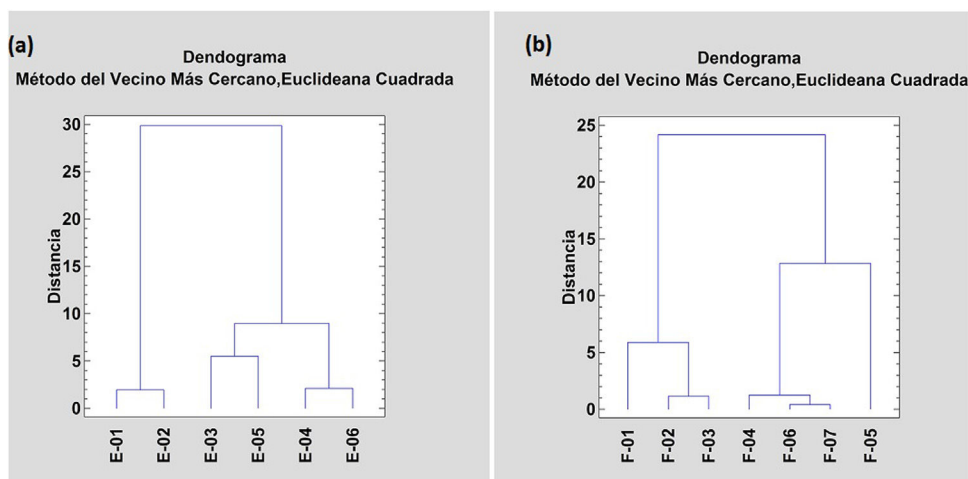 (a)
Dendograma
Método del Vecino Más Cercano,Euclideana Cuadrada
Distancia
30
25
20
15
10
5
0
E-01
E-02
E-03
E-05
E-04
E-06
(b)
Dendograma
Método del Vecino Más Cercano,Euclideana Cuadrada
Distancia
25
20
15
10
5
0
F-01
F-02
F-03
F-04
F-06
F-07
F-05